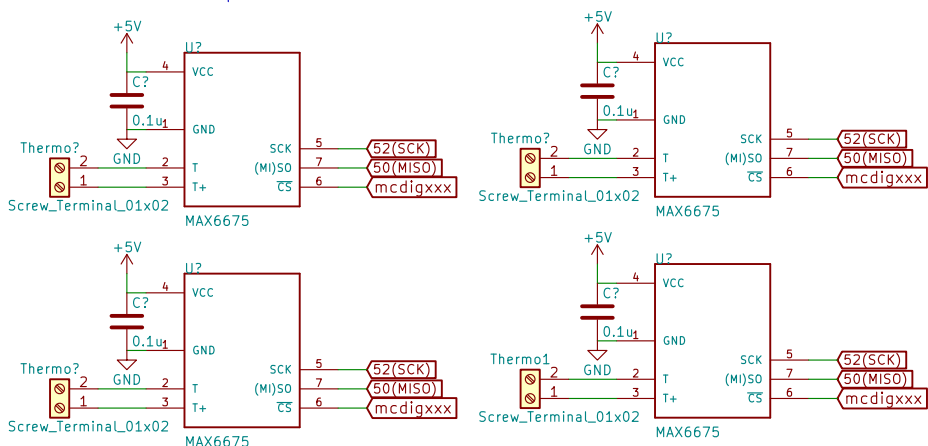 +5V
U?
4 VCC
C?
0.1u 1 GND
Thermo?
SCK 5 52(SCK)
2 GND 2 T (MI)SO 7 50(MISO)
1 3 T+ CS 6 mcdigxxx
Screw_Terminal_01x02
MAX6675
+5V
U?
4 VCC
C?
0.1u 1 GND
Thermo?
SCK 5 52(SCK)
2 GND 2 T (MI)SO 7 50(MISO)
1 3 T+ CS 6 mcdigxxx
Screw_Terminal_01x02
MAX6675
+5V
U?
4 VCC
C?
0.1u 1 GND
Thermo?
SCK 5 52(SCK)
2 GND 2 T (MI)SO 7 50(MISO)
1 3 T+ CS 6 mcdigxxx
Screw_Terminal_01x02
MAX6675
+5V
U?
4 VCC
C?
0.1u 1 GND
Thermo1
SCK 5 52(SCK)
2 GND 2 T (MI)SO 7 50(MISO)
1 3 T+ CS 6 mcdigxxx
Screw_Terminal_01x02
MAX6675